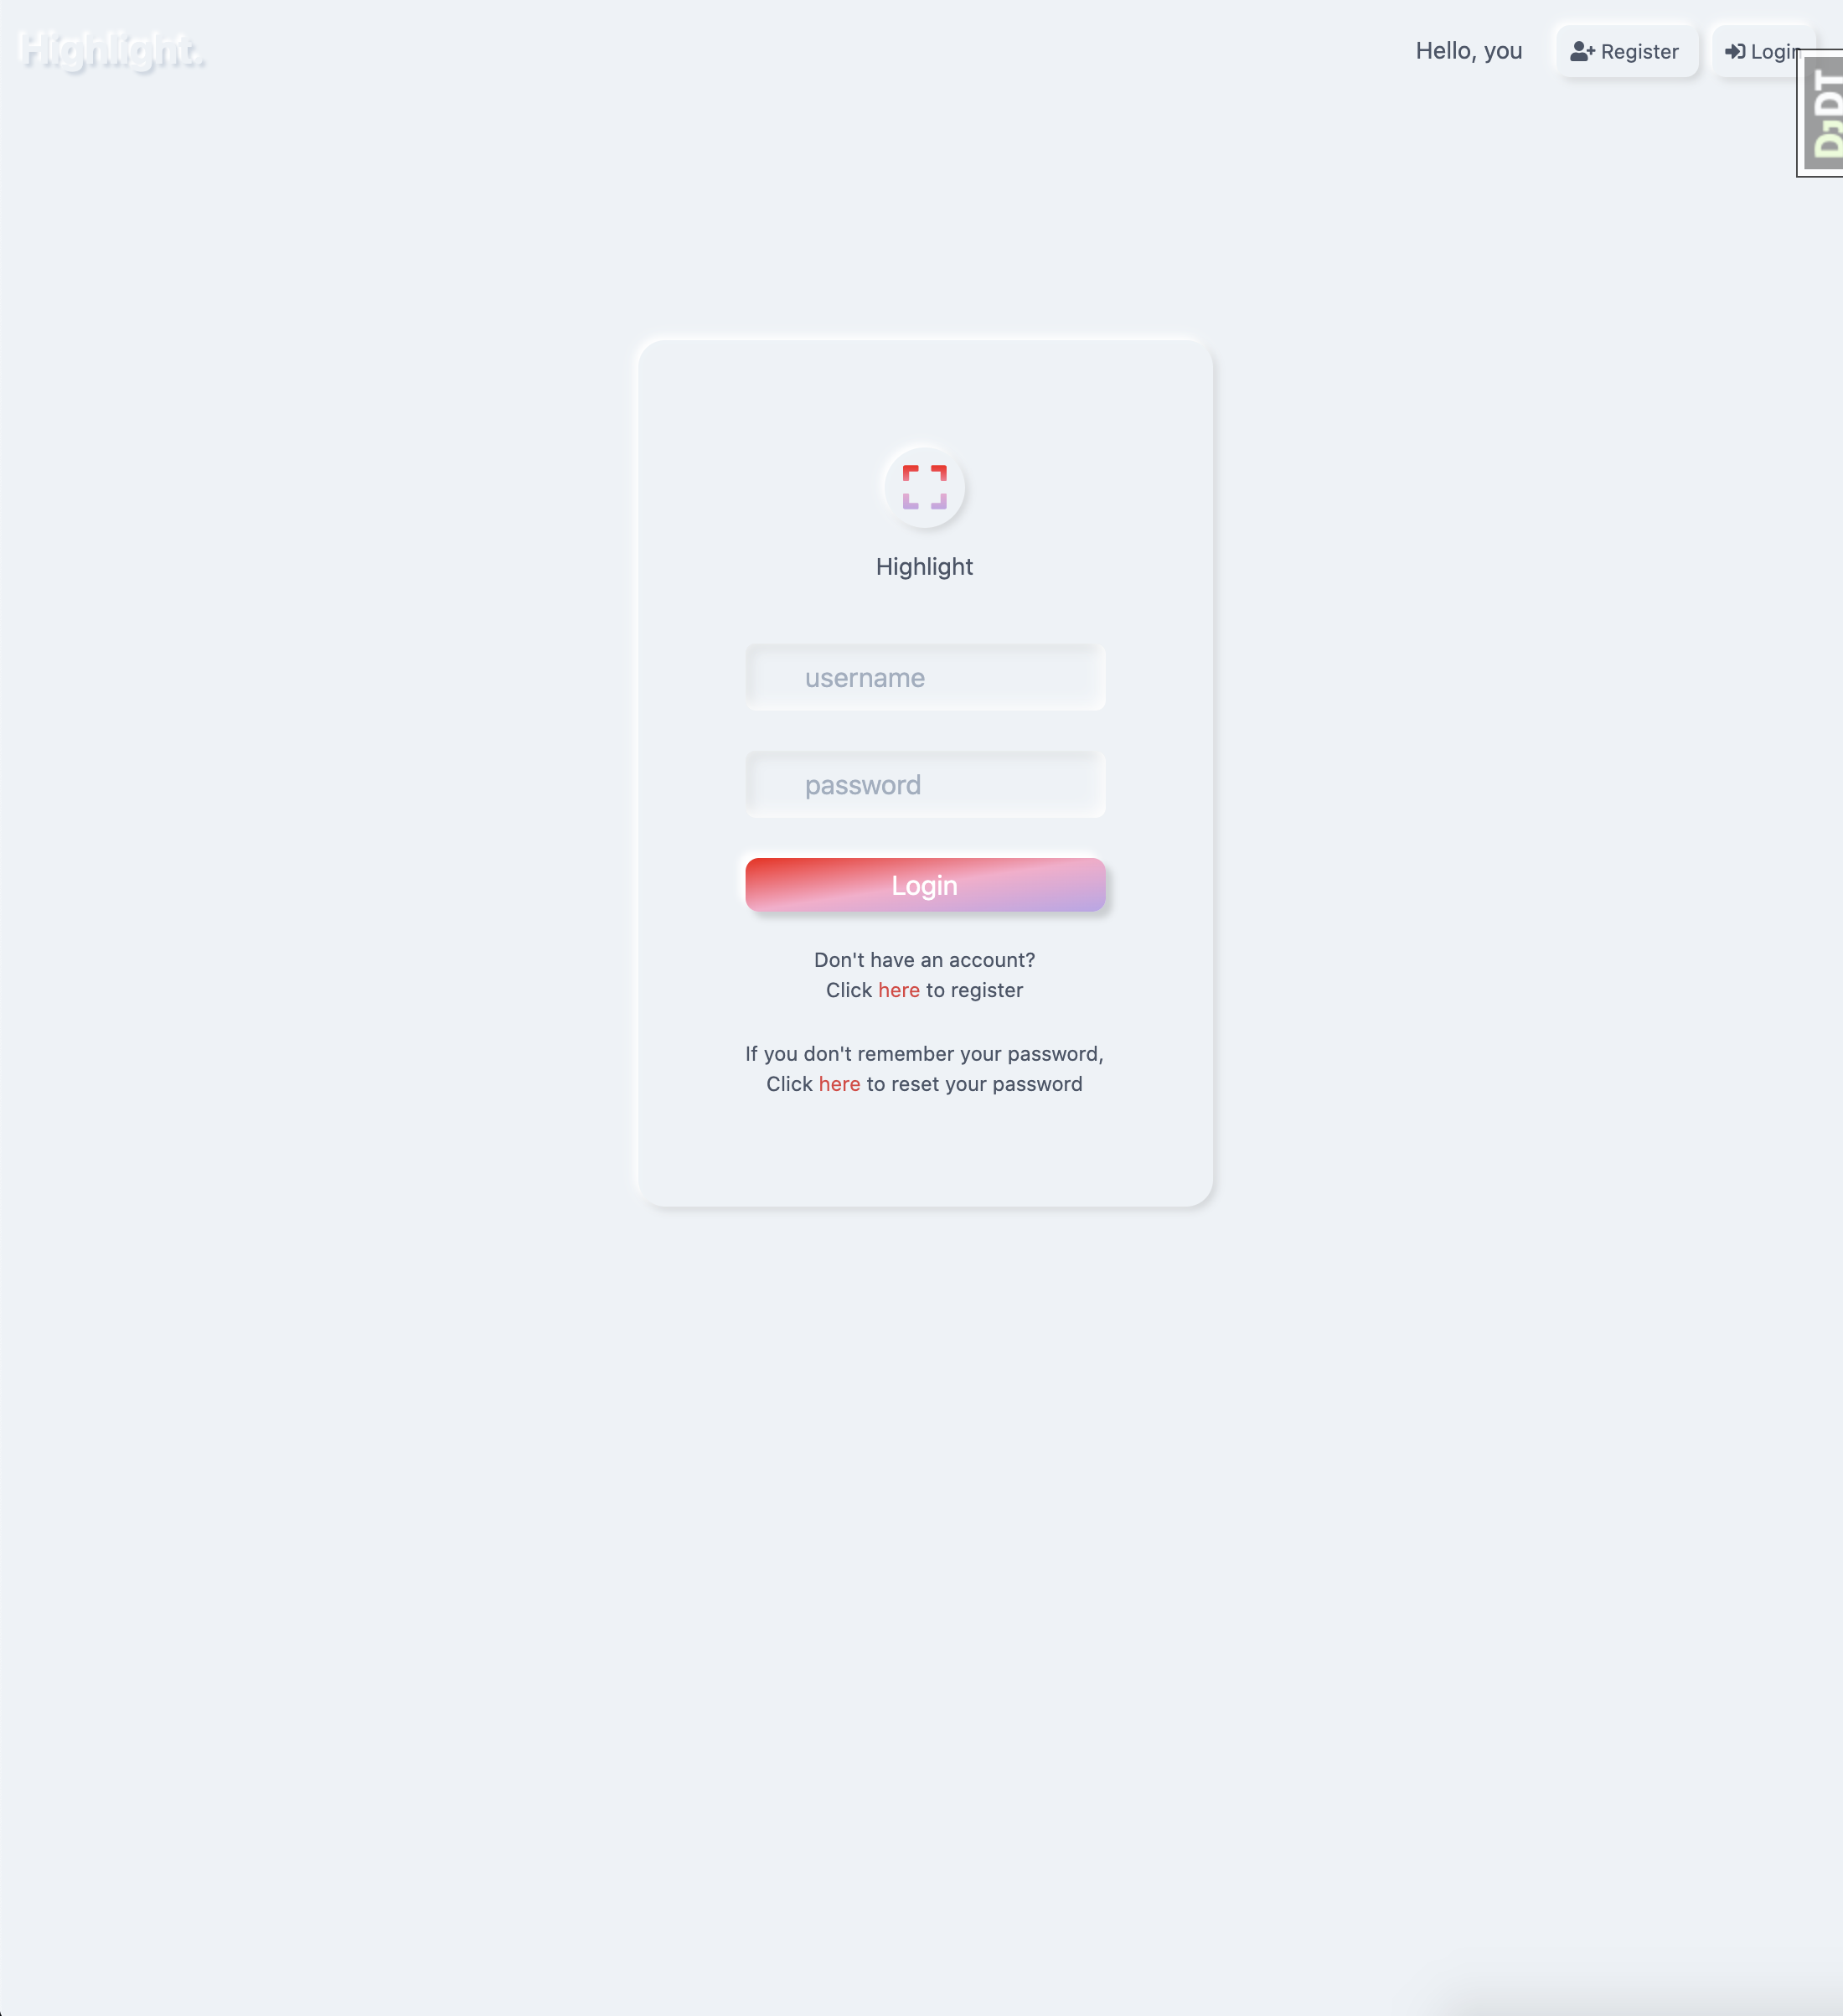 Highlight.
Hello, you
Register
Login
DjDT
Highlight
username
password
Login
Don't have an account?
Click here to register
If you don't remember your password,
Click here to reset your password